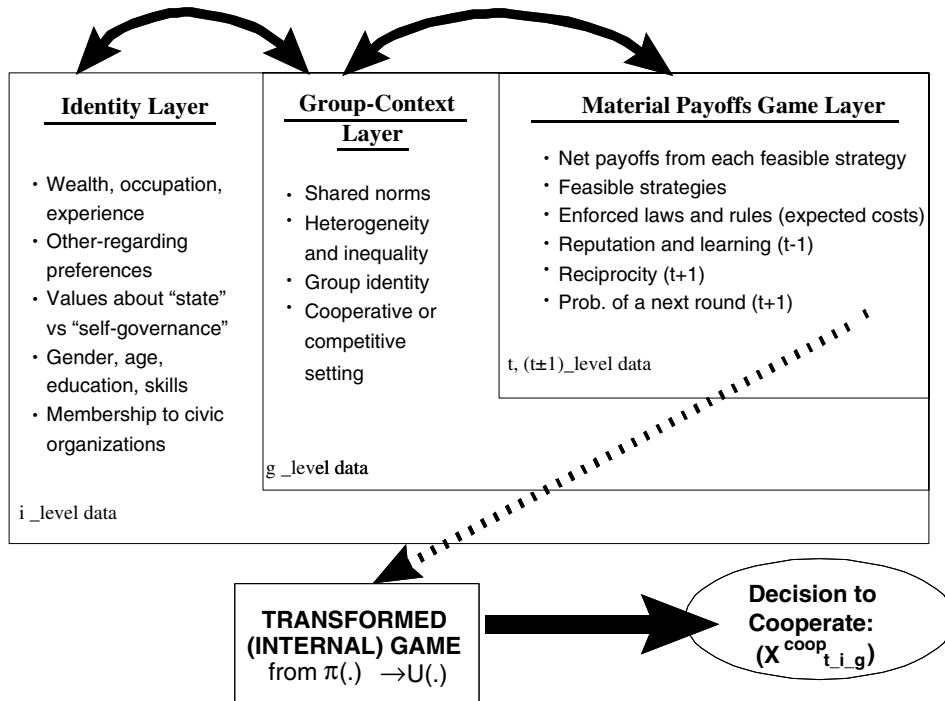 Identity Layer
• Wealth, occupation,
experience
• Other-regarding
preferences
• Values about “state”
vs “self-governance”
• Gender, age,
education, skills
• Membership to civic
organizations
i _level data
Group-Context
Layer
• Shared norms
• Heterogeneity
and inequality
• Group identity
• Cooperative or
competitive
setting
g _level data
Material Payoffs Game Layer
• Net payoffs from each feasible strategy
• Feasible strategies
• Enforced laws and rules (expected costs)
• Reputation and learning (t-1)
• Reciprocity (t+1)
• Prob. of a next round (t+1)
t, (t±1)_level data
TRANSFORMED
(INTERNAL) GAME
from π(.) →U(.)
Decision to
Cooperate:
(X^coop_t_i_g)